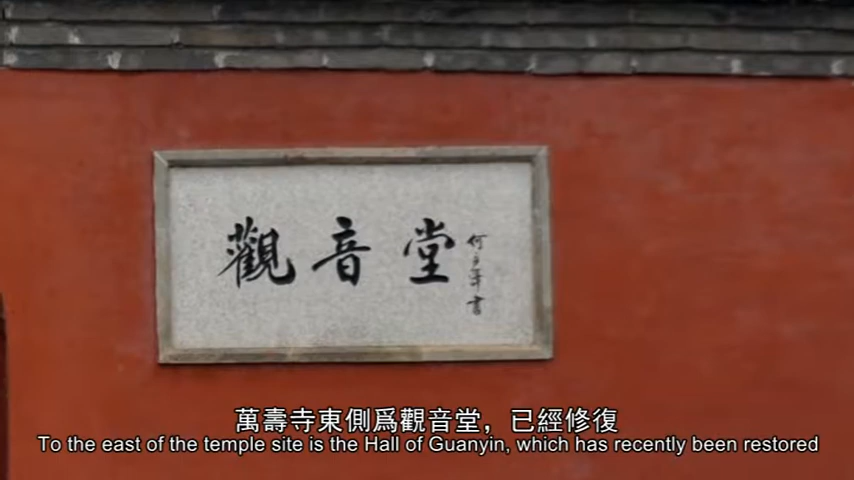 觀音堂
萬壽寺東側爲觀音堂，已經修復
To the east of the temple site is the Hall of Guanyin, which has recently been restored